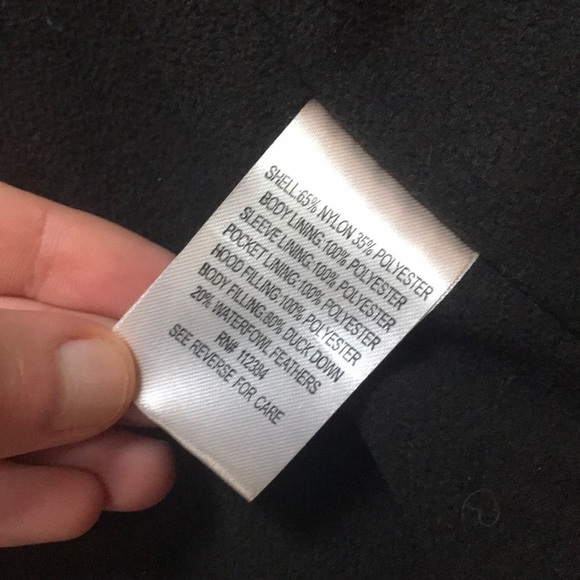 SHELL:65% NYLON 35% POLYESTER
BODY LINING:100% POLYESTER
SLEEVE LINING:100% POLYESTER
POCKET LINING:100% POLYESTER
HOOD FILLING:100% POLYESTER
BODY FILLING:80% DUCK DOWN
20% WATERFOWL FEATHERS
RN# 112384
SEE REVERSE FOR CARE